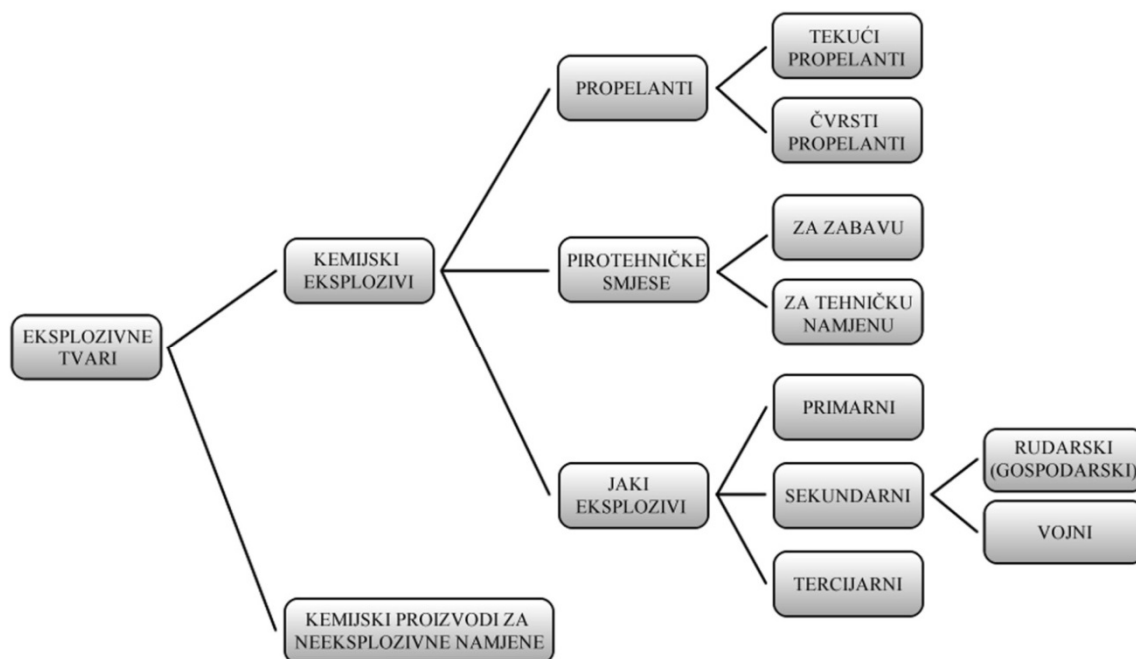 EKSPLOZIVNE
TVARI
KEMIJSKI
EKSPLOZIVI
KEMIJSKI PROIZVODI ZA
NEEKSPLOZIVNE NAMJENE
PROPELANTI
PIROTEHNIČKE
SMJESE
JAKI
EKSPLOZIVI
TEKUĆI
PROPELANTI
ČVRSTI
PROPELANTI
ZA ZABAVU
ZA TEHNIČKU
NAMJENU
PRIMARNI
SEKUNDARNI
TERCIJARNI
RUDARSKI
(GOSPODARSKI)
VOJNI